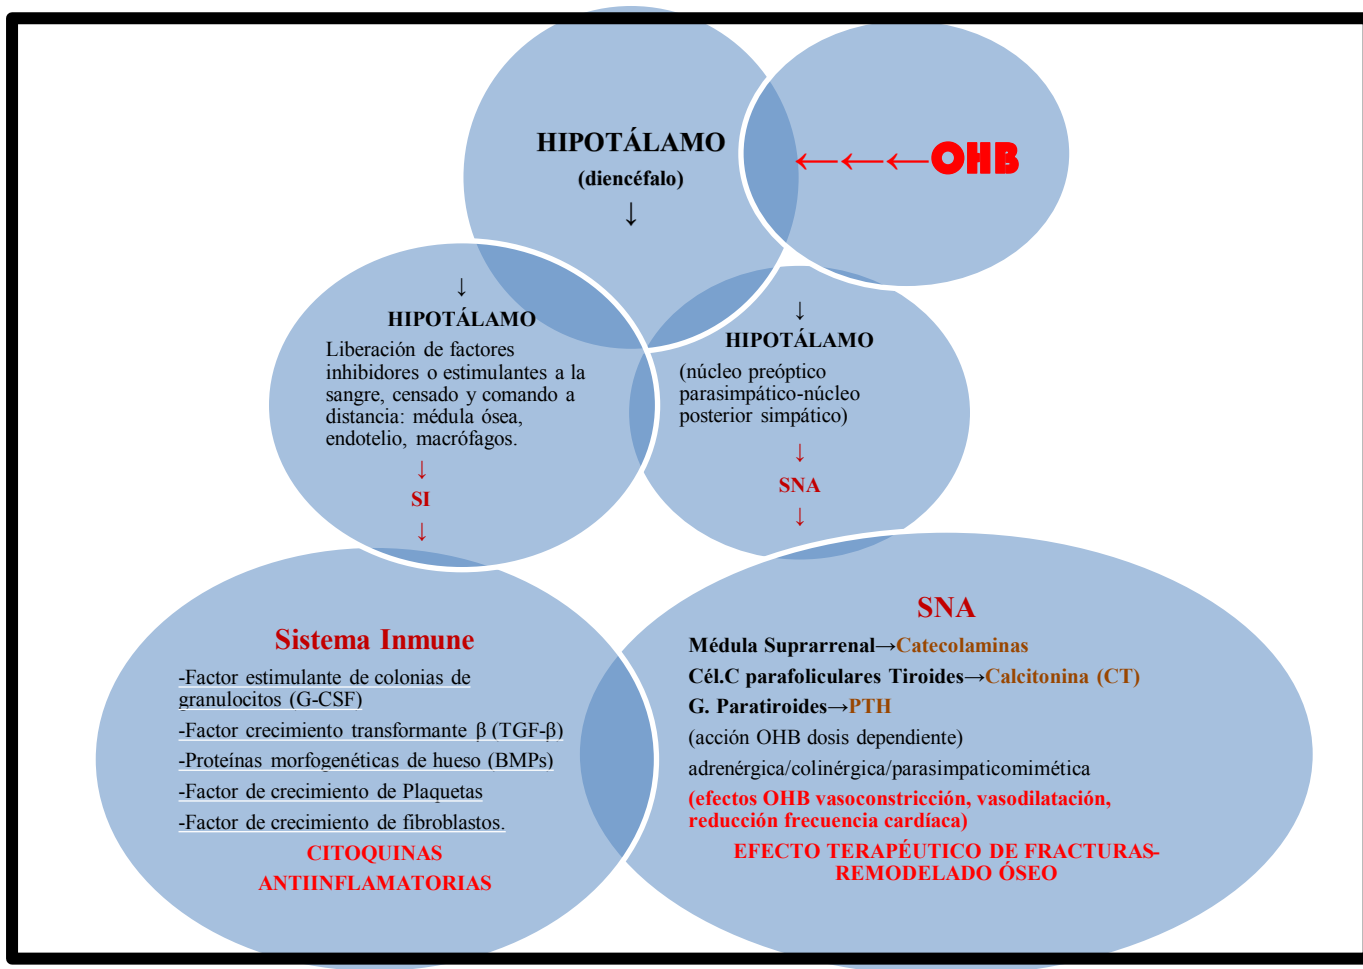 HIPOTÁLAMO
(diencéfalo)
↓
←←←OHB
↓
HIPOTÁLAMO
Liberación de factores
inhibidores o estimulantes a la
sangre, censado y comando a
distancia: médula ósea,
endotelio, macrófagos.
↓
SI
↓
↓
HIPOTÁLAMO
(núcleo preóptico
parasimpático-núcleo
posterior simpático)
↓
SNA
↓
Sistema Inmune
-Factor estimulante de colonias de
granulocitos (G-CSF)
-Factor crecimiento transformante β (TGF-β)
-Proteínas morfogenéticas de hueso (BMPs)
-Factor de crecimiento de Plaquetas
-Factor de crecimiento de fibroblastos.
CITOQUINAS
ANTIINFLAMATORIAS
SNA
Médula Suprarrenal→Catecolaminas
Cél.C parafoliculares Tiroides→Calcitonina (CT)
G. Paratiroides→PTH
(acción OHB dosis dependiente)
adrenérgica/colinérgica/parasimpaticomimética
(efectos OHB vasoconstricción, vasodilatación,
reducción frecuencia cardíaca)
EFECTO TERAPÉUTICO DE FRACTURAS-
REMODELADO ÓSEO